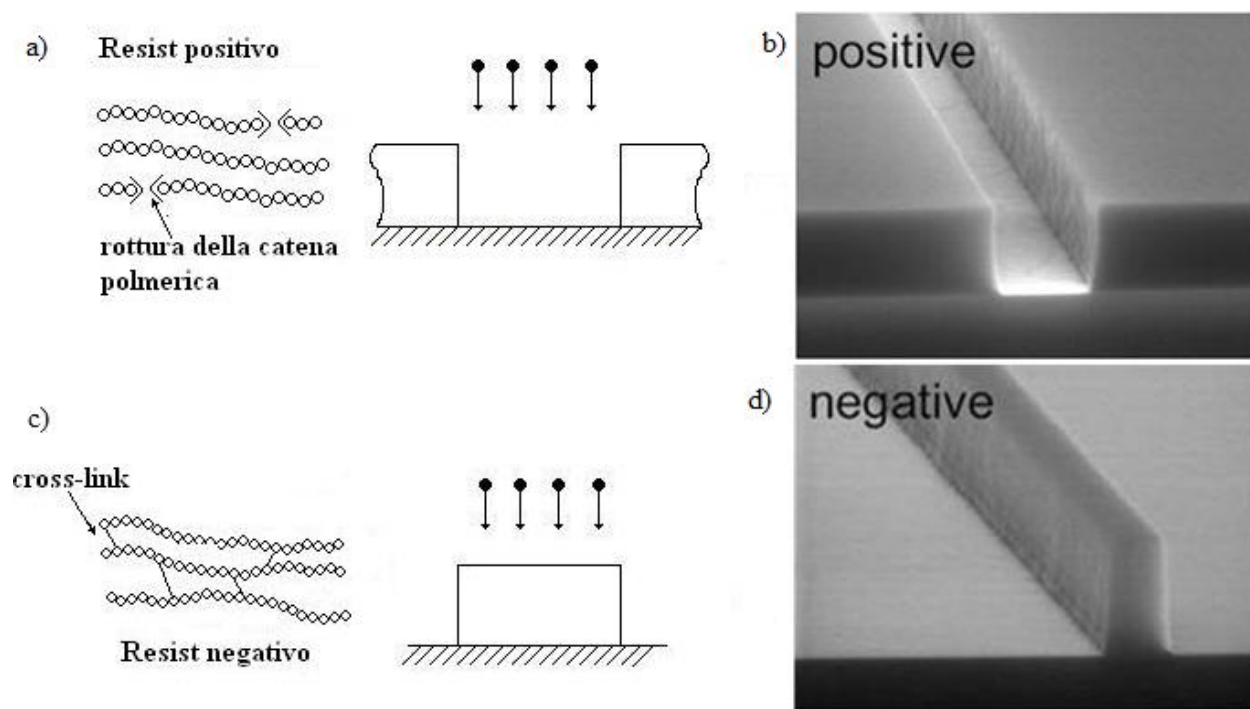 a)
Resist positivo
rottura della catena
polmerica
b)
positive
c)
cross-link
Resist negativo
d)
negative